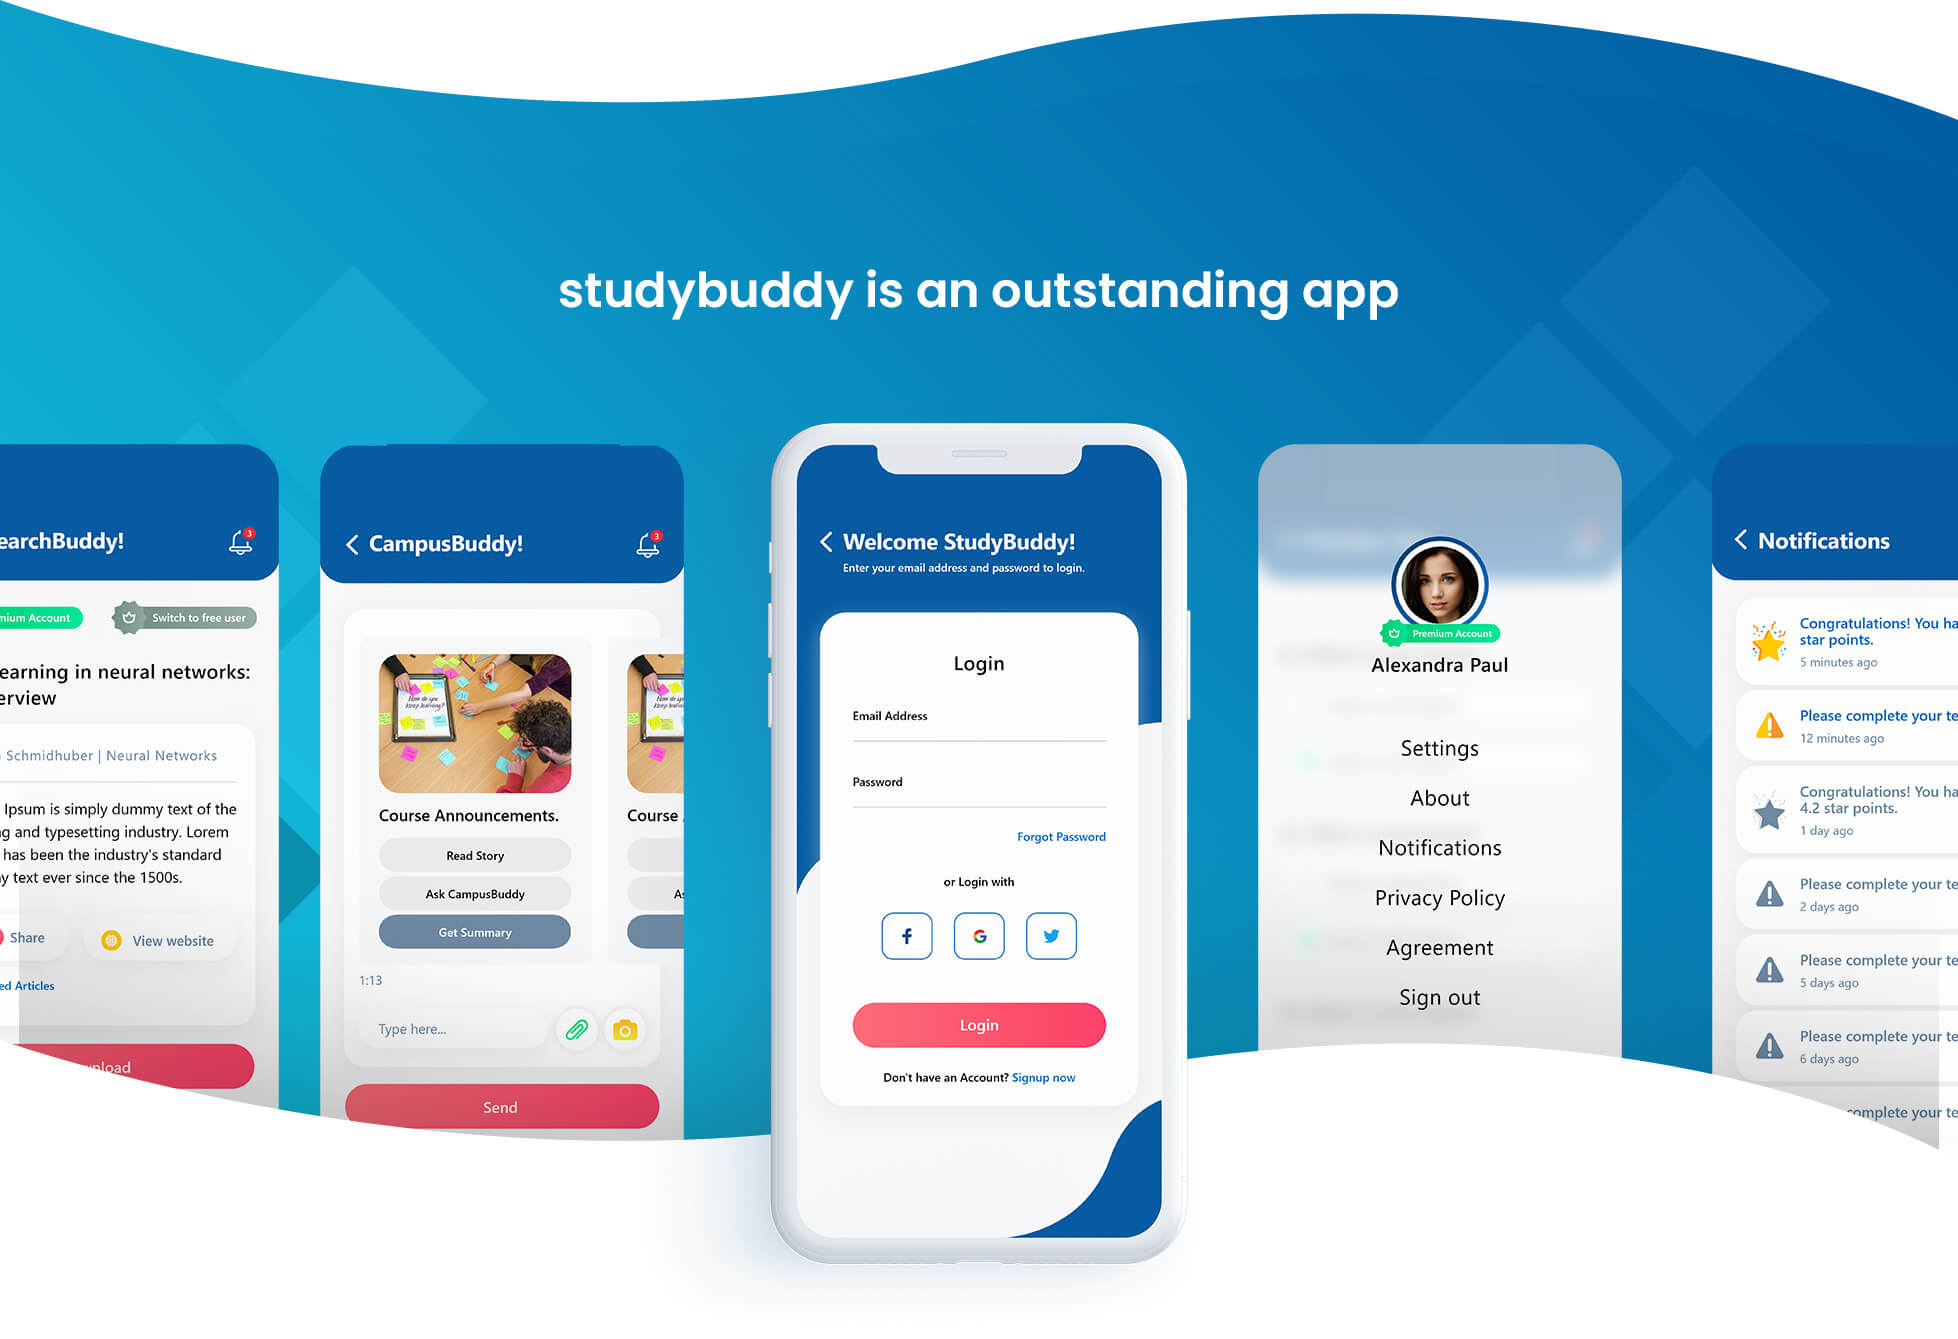 studybuddy is an outstanding app
earchBuddy!
3
mium Account
Switch to free user
earning in neural networks:
erview
Schmidhuber | Neural Networks
Ipsum is simply dummy text of the
g and typesetting industry. Lorem
has been the industry's standard
y text ever since the 1500s.
Share
View website
ed Articles
nload
CampusBuddy!
3
How do you
keep learning?
Course Announcements.
Read Story
Ask CampusBuddy
Get Summary
Course
As
1:13
Type here...
Send
Welcome StudyBuddy!
Enter your email address and password to login.
Login
Email Address
Password
Forgot Password
or Login with
f
G
Login
Don't have an Account? Signup now
Premium Account
Alexandra Paul
Settings
About
Notifications
Privacy Policy
Agreement
Sign out
Notifications
Congratulations! You ha
star points.
5 minutes ago
Please complete your te
12 minutes ago
Congratulations! You ha
4.2 star points.
1 day ago
Please complete your te
2 days ago
Please complete your te
5 days ago
Please complete your te
6 days ago
complete your te